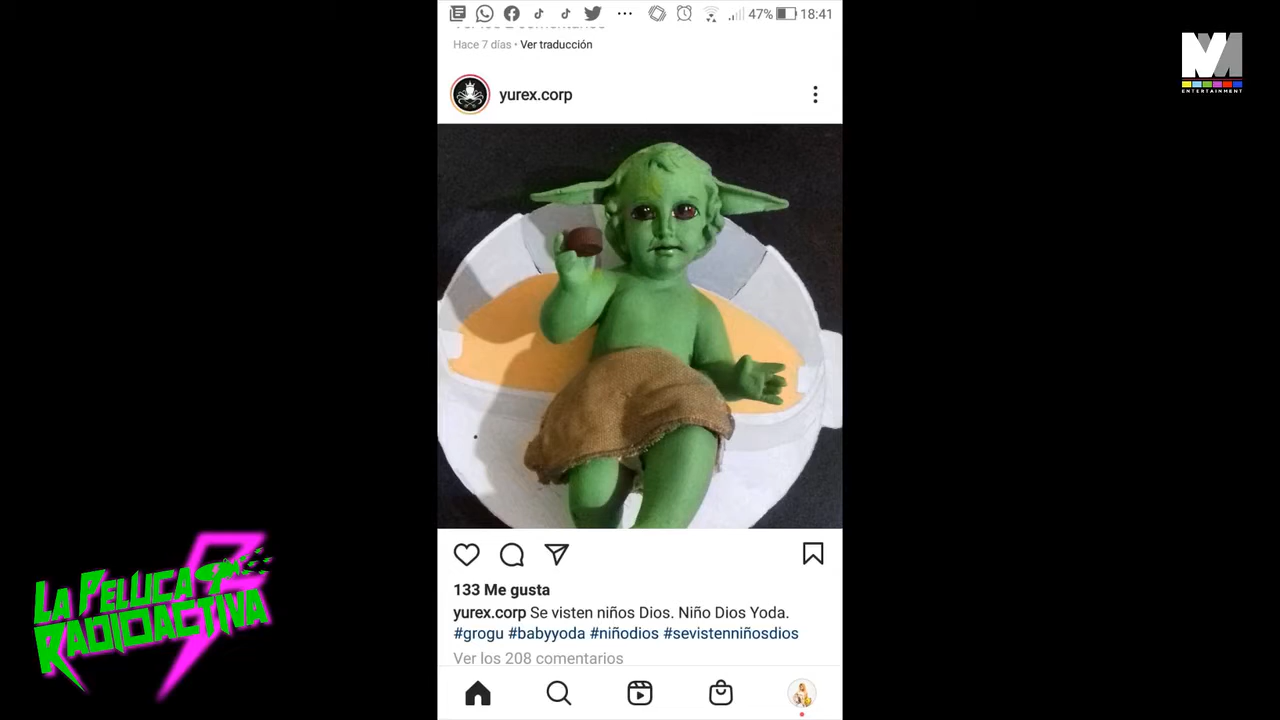 47% 18:41
Hace 7 días • Ver traducción
yurex.corp
MA
ENTERTAINMENT
133 Me gusta
yurex.corp Se visten niños Dios. Niño Dios Yoda.
#grogu #babyyoda #niñodios #sevistenniñosdios
Ver los 208 comentarios
LA PELUCA
RADIOACTIVA